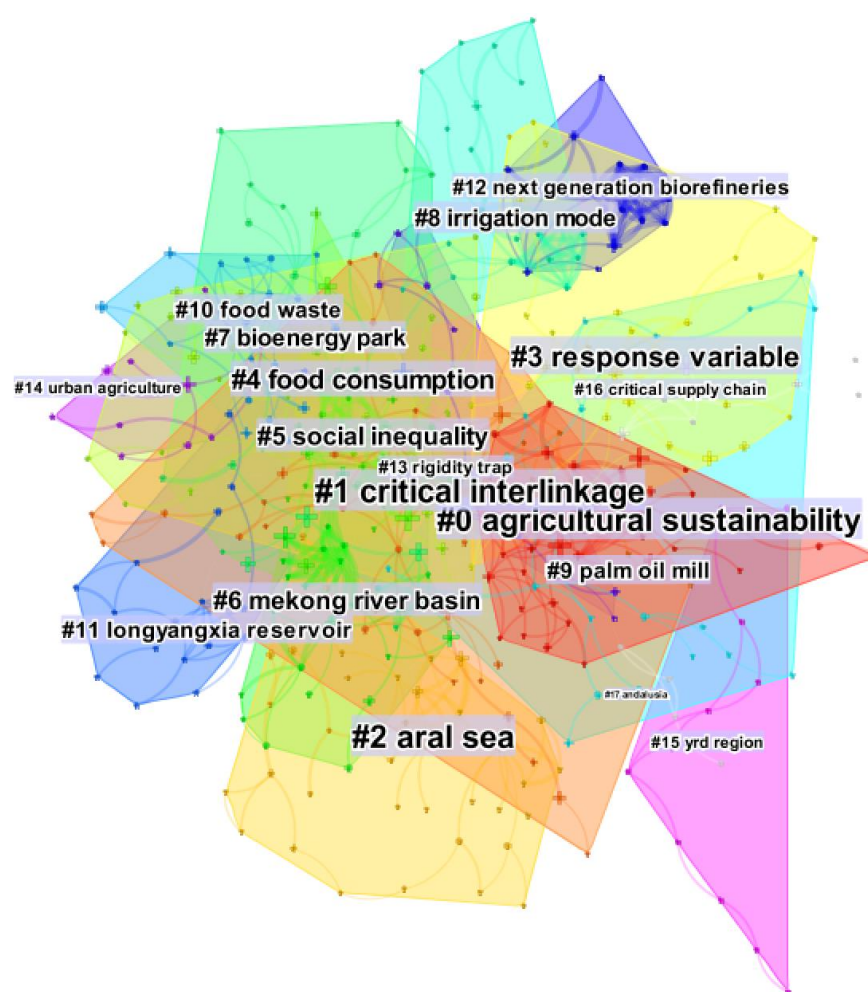 #12 next generation biorefineries
#8 irrigation mode
#10 food waste
#7 bioenergy park
#3 response variable
#4 food consumption
#14 urban agriculture
#16 critical supply chain
#5 social inequality
#13 rigidity trap
#1 critical interlinkage
#0 agricultural sustainability
#9 palm oil mill
#6 mekong river basin
#11 longyangxia reservoir
#17 andalusia
#2 aral sea
#15 yrd region